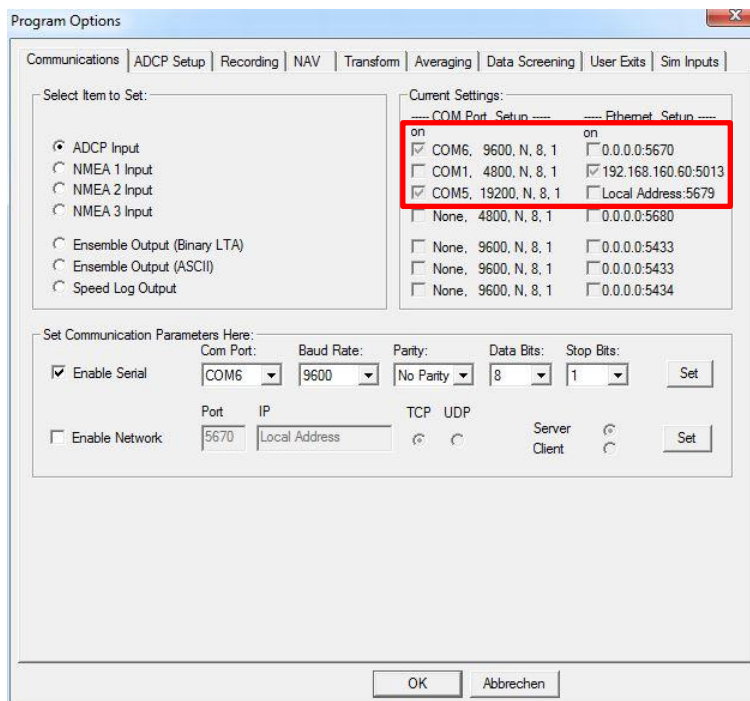 Program Options
Communications ADCP Setup Recording NAV Transform Averaging Data Screening User Exits Sim Inputs
Select Item to Set:
ADCP Input
NMEA 1 Input
NMEA 2 Input
NMEA 3 Input
Ensemble Output (Binary LTA)
Ensemble Output (ASCII)
Speed Log Output
Current Settings:
----- COM Port Setup ----- ----- Ethernet Setup -----
on on
COM6, 9600, N, 8, 1 0.0.0.0:5670
COM1, 4800, N, 8, 1 192.168.160.60:5013
COM5, 19200, N, 8, 1 Local Address:5679
None, 4800, N, 8, 1 0.0.0.0:5680
None, 9600, N, 8, 1 0.0.0.0:5433
None, 9600, N, 8, 1 0.0.0.0:5433
None, 9600, N, 8, 1 0.0.0.0:5434
Set Communication Parameters Here:
Com Port: Baud Rate: Parity: Data Bits: Stop Bits:
Enable Serial COM6 9600 No Parity 8 1 Set
Port IP TCP UDP
Enable Network 5670 Local Address Server Set
Client
OK Abbrechen